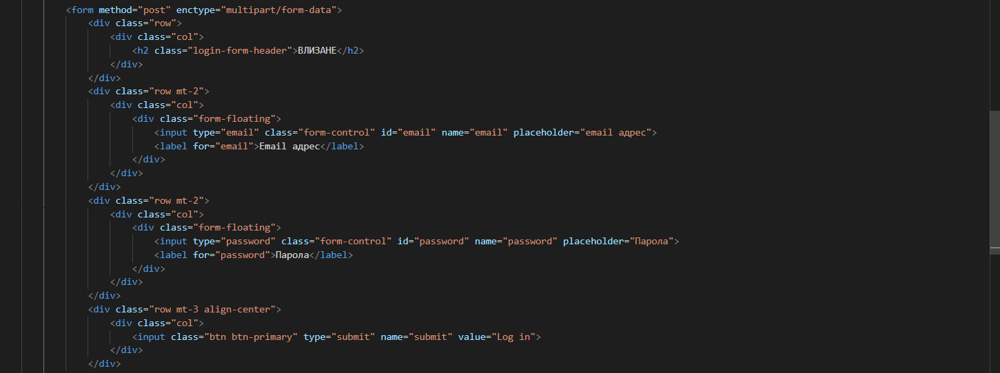 <form method="post" enctype="multipart/form-data">
<div class="row">
<div class="col">
<h2 class="login-form-header">ВЛИЗАНЕ</h2>
</div>
</div>
<div class="row mt-2">
<div class="col">
<div class="form-floating">
<input type="email" class="form-control" id="email" name="email" placeholder="email адрес">
<label for="email">Email адрес</label>
</div>
</div>
</div>
<div class="row mt-2">
<div class="col">
<div class="form-floating">
<input type="password" class="form-control" id="password" name="password" placeholder="Парола">
<label for="password">Парола</label>
</div>
</div>
</div>
<div class="row mt-3 align-center">
<div class="col">
<input class="btn btn-primary" type="submit" name="submit" value="Log in">
</div>
</div>